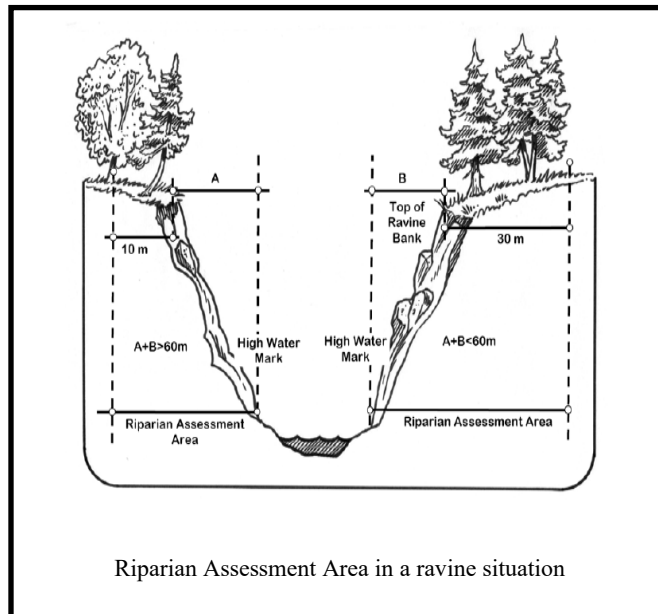 A
B
Top of
Ravine
Bank
10 m
30 m
A+B>60m
High Water
Mark
High Water
Mark
A+B<60m
Riparian Assessment
Area
Riparian Assessment Area
Riparian Assessment Area in a ravine situation